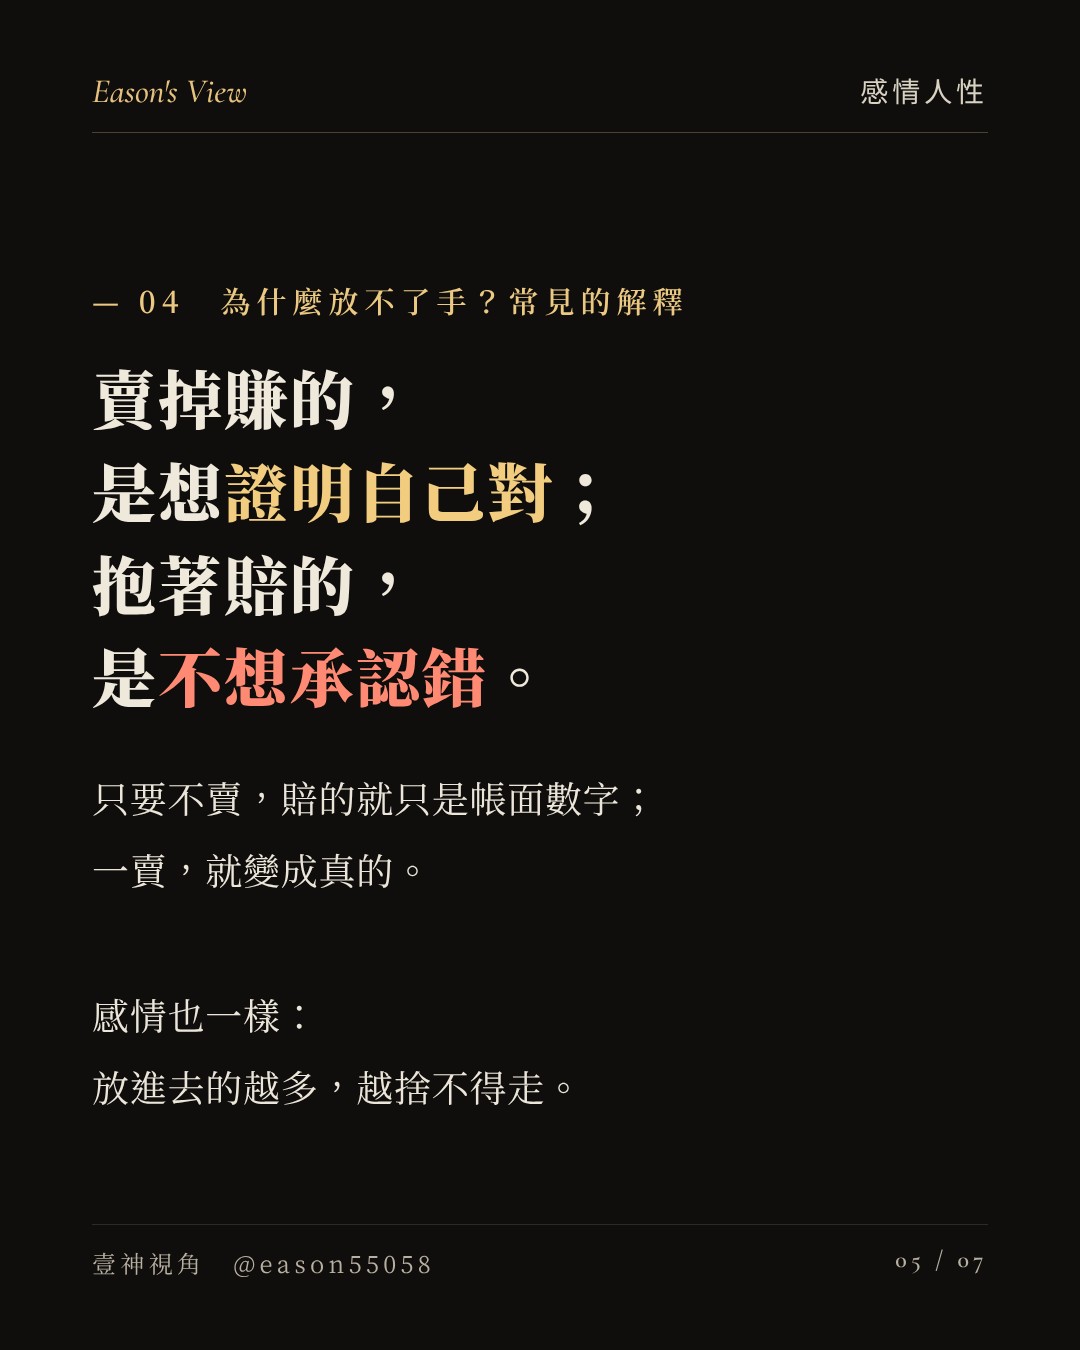 Eason's View
感情人性
— 04 為什麼放不了手？常見的解釋
賣掉賺的，
是想證明自己對；
抱著賠的，
是不想承認錯。
只要不賣，賠的就只是帳面數字；
一賣，就變成真的。
感情也一樣：
放進去的越多，越捨不得走。
壹神視角 @eason55058
05 / 07